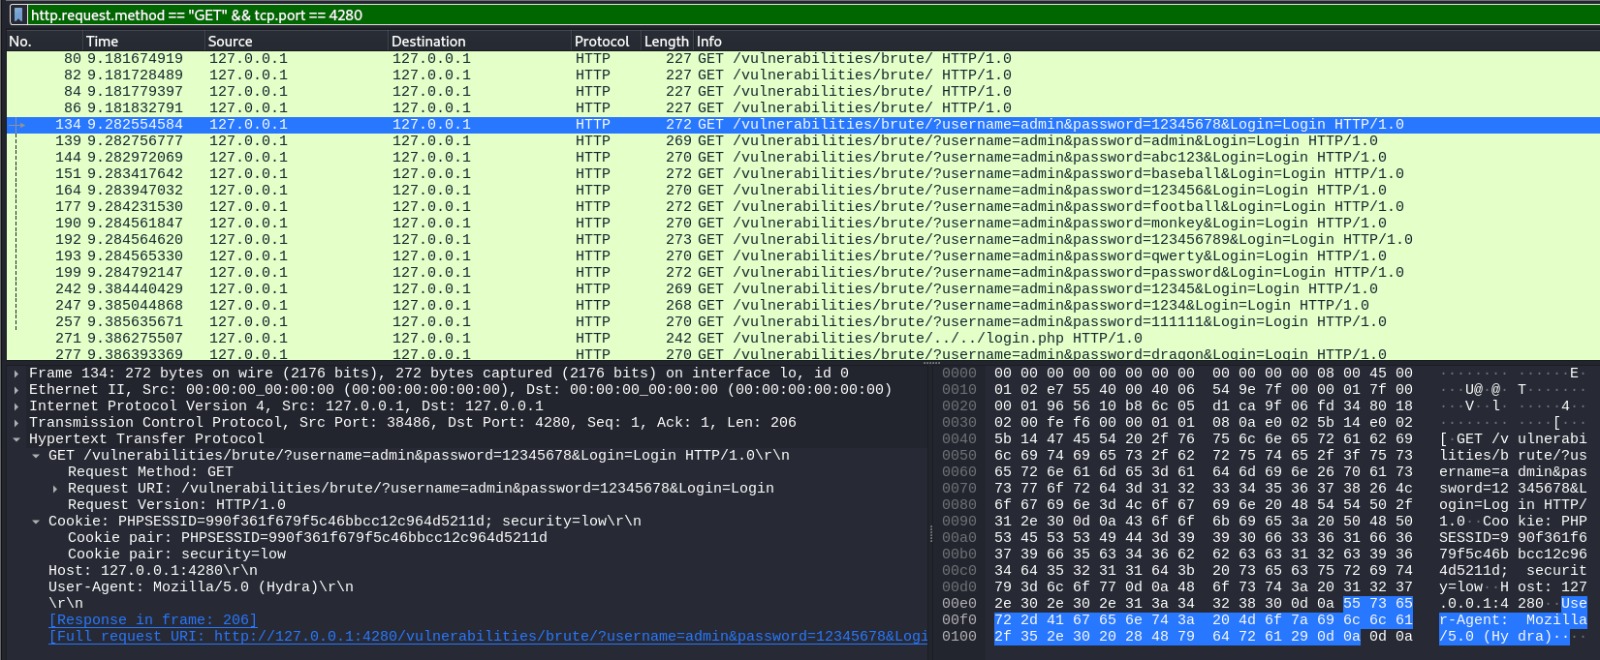 http.request.method == "GET" && tcp.port == 4280
No. Time Source Destination Protocol Length Info
80 9.181674919 127.0.0.1 127.0.0.1 HTTP 227 GET /vulnerabilities/brute/ HTTP/1.0
82 9.181728489 127.0.0.1 127.0.0.1 HTTP 227 GET /vulnerabilities/brute/ HTTP/1.0
84 9.181779397 127.0.0.1 127.0.0.1 HTTP 227 GET /vulnerabilities/brute/ HTTP/1.0
86 9.181832791 127.0.0.1 127.0.0.1 HTTP 227 GET /vulnerabilities/brute/ HTTP/1.0
134 9.282554584 127.0.0.1 127.0.0.1 HTTP 272 GET /vulnerabilities/brute/?username=admin&password=12345678&Login=Login HTTP/1.0
139 9.282756777 127.0.0.1 127.0.0.1 HTTP 269 GET /vulnerabilities/brute/?username=admin&password=admin&Login=Login HTTP/1.0
144 9.282972069 127.0.0.1 127.0.0.1 HTTP 270 GET /vulnerabilities/brute/?username=admin&password=abc123&Login=Login HTTP/1.0
151 9.283417642 127.0.0.1 127.0.0.1 HTTP 272 GET /vulnerabilities/brute/?username=admin&password=baseball&Login=Login HTTP/1.0
164 9.283947032 127.0.0.1 127.0.0.1 HTTP 270 GET /vulnerabilities/brute/?username=admin&password=123456&Login=Login HTTP/1.0
177 9.284231530 127.0.0.1 127.0.0.1 HTTP 272 GET /vulnerabilities/brute/?username=admin&password=football&Login=Login HTTP/1.0
190 9.284561847 127.0.0.1 127.0.0.1 HTTP 270 GET /vulnerabilities/brute/?username=admin&password=monkey&Login=Login HTTP/1.0
192 9.284564620 127.0.0.1 127.0.0.1 HTTP 273 GET /vulnerabilities/brute/?username=admin&password=123456789&Login=Login HTTP/1.0
193 9.284565330 127.0.0.1 127.0.0.1 HTTP 270 GET /vulnerabilities/brute/?username=admin&password=qwerty&Login=Login HTTP/1.0
199 9.284792147 127.0.0.1 127.0.0.1 HTTP 272 GET /vulnerabilities/brute/?username=admin&password=password&Login=Login HTTP/1.0
242 9.384440429 127.0.0.1 127.0.0.1 HTTP 269 GET /vulnerabilities/brute/?username=admin&password=12345&Login=Login HTTP/1.0
247 9.385044868 127.0.0.1 127.0.0.1 HTTP 268 GET /vulnerabilities/brute/?username=admin&password=1234&Login=Login HTTP/1.0
257 9.385635671 127.0.0.1 127.0.0.1 HTTP 270 GET /vulnerabilities/brute/?username=admin&password=111111&Login=Login HTTP/1.0
271 9.386275507 127.0.0.1 127.0.0.1 HTTP 242 GET /vulnerabilities/brute/../../login.php HTTP/1.0
277 9.386393369 127.0.0.1 127.0.0.1 HTTP 270 GET /vulnerabilities/brute/?username=admin&password=dragon&Login=Login HTTP/1.0
Frame 134: 272 bytes on wire (2176 bits), 272 bytes captured (2176 bits) on interface lo, id 0
Ethernet II, Src: 00:00:00_00:00:00 (00:00:00:00:00:00), Dst: 00:00:00_00:00:00 (00:00:00:00:00:00)
Internet Protocol Version 4, Src: 127.0.0.1, Dst: 127.0.0.1
Transmission Control Protocol, Src Port: 38486, Dst Port: 4280, Seq: 1, Ack: 1, Len: 206
Hypertext Transfer Protocol
GET /vulnerabilities/brute/?username=admin&password=12345678&Login=Login HTTP/1.0\r\n
Request Method: GET
Request URI: /vulnerabilities/brute/?username=admin&password=12345678&Login=Login
Request Version: HTTP/1.0
Cookie: PHPSESSID=990f361f679f5c46bbcc12c964d5211d; security=low\r\n
Cookie pair: PHPSESSID=990f361f679f5c46bbcc12c964d5211d
Cookie pair: security=low
Host: 127.0.0.1:4280\r\n
User-Agent: Mozilla/5.0 (Hydra)\r\n
\r\n
[Response in frame: 206]
[Full request URI: http://127.0.0.1:4280/vulnerabilities/brute/?username=admin&password=12345678&Logi
0000 00 00 00 00 00 00 00 00 00 00 00 00 08 00 45 00 ········ ······E·
0010 01 02 e7 55 40 00 40 06 54 9e 7f 00 00 01 7f 00 ···U@·@· T·······
0020 00 01 96 56 10 b8 6c 05 d1 ca 9f 06 fd 34 80 18 ···V··l· ·····4··
0030 02 00 fe f6 00 00 01 01 08 0a e0 02 5b 14 e0 02 ········ ····[···
0040 5b 14 47 45 54 20 2f 76 75 6c 6e 65 72 61 62 69 [·GET /v ulnerabi
0050 6c 69 74 69 65 73 2f 62 72 75 74 65 2f 3f 75 73 lities/b rute/?us
0060 65 72 6e 61 6d 65 3d 61 64 6d 69 6e 26 70 61 73 ername=a dmin&pas
0070 73 77 6f 72 64 3d 31 32 33 34 35 36 37 38 26 4c sword=12 345678&L
0080 6f 67 69 6e 3d 4c 6f 67 69 6e 20 48 54 54 50 2f ogin=Log in HTTP/
0090 31 2e 30 0d 0a 43 6f 6f 6b 69 65 3a 20 50 48 50 1.0··Coo kie: PHP
00a0 53 45 53 53 49 44 3d 39 39 30 66 33 36 31 66 36 SESSID=9 90f361f6
00b0 37 39 66 35 63 34 36 62 62 63 63 31 32 63 39 36 79f5c46b bcc12c96
00c0 34 64 35 32 31 31 64 3b 20 73 65 63 75 72 69 74 4d5211d; securit
00d0 79 3d 6c 6f 77 0d 0a 48 6f 73 74 3a 20 31 32 37 y=low··H ost: 127
00e0 2e 30 2e 30 2e 31 3a 34 32 38 30 0d 0a 55 73 65 .0.0.1:4 280··Use
00f0 72 2d 41 67 65 6e 74 3a 20 4d 6f 7a 69 6c 6c 61 r-Agent: Mozilla
0100 2f 35 2e 30 20 28 48 79 64 72 61 29 0d 0a 0d 0a /5.0 (Hy dra)····